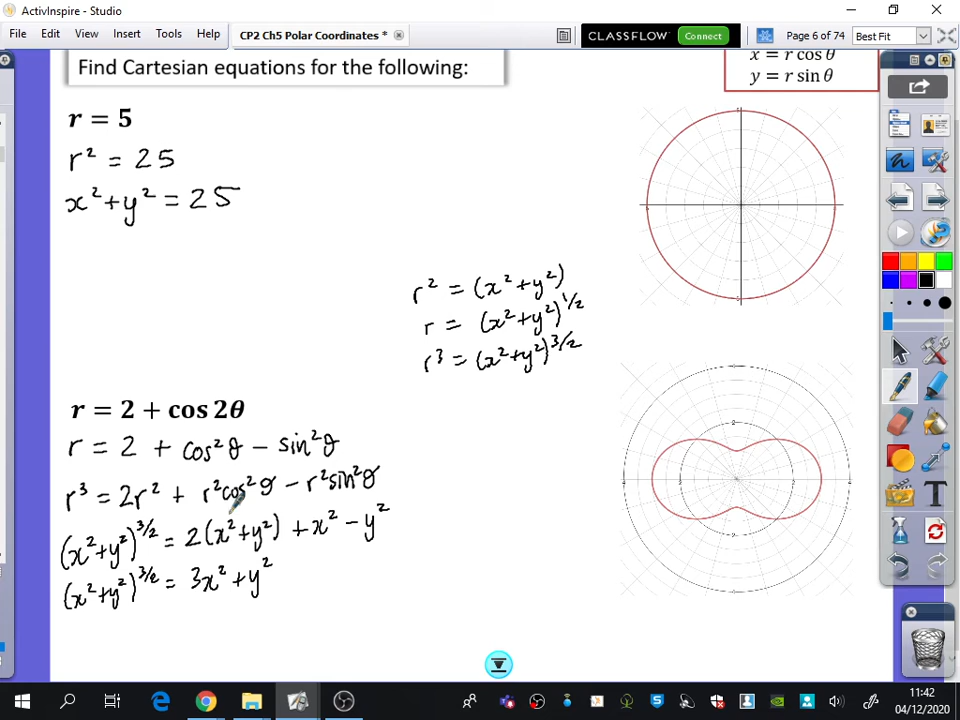 ActivInspire - Studio
File Edit View Insert Tools Help
CP2 Ch5 Polar Coordinates *
CLASSFLOW™ Connect
Page 6 of 74
Best Fit
Find Cartesian equations for the following:
x = r cos θ
y = r sin θ
r = 5
r² = 25
x² + y² = 25
r² = (x² + y²)
r = (x² + y²)^1/2
r³ = (x² + y²)^3/2
r = 2 + cos 2θ
r = 2 + cos²θ − sin²θ
r³ = 2r² + r²cos²θ − r²sin²θ
(x² + y²)^3/2 = 2(x² + y²) + x² − y²
(x² + y²)^3/2 = 3x² + y²
11:42
04/12/2020